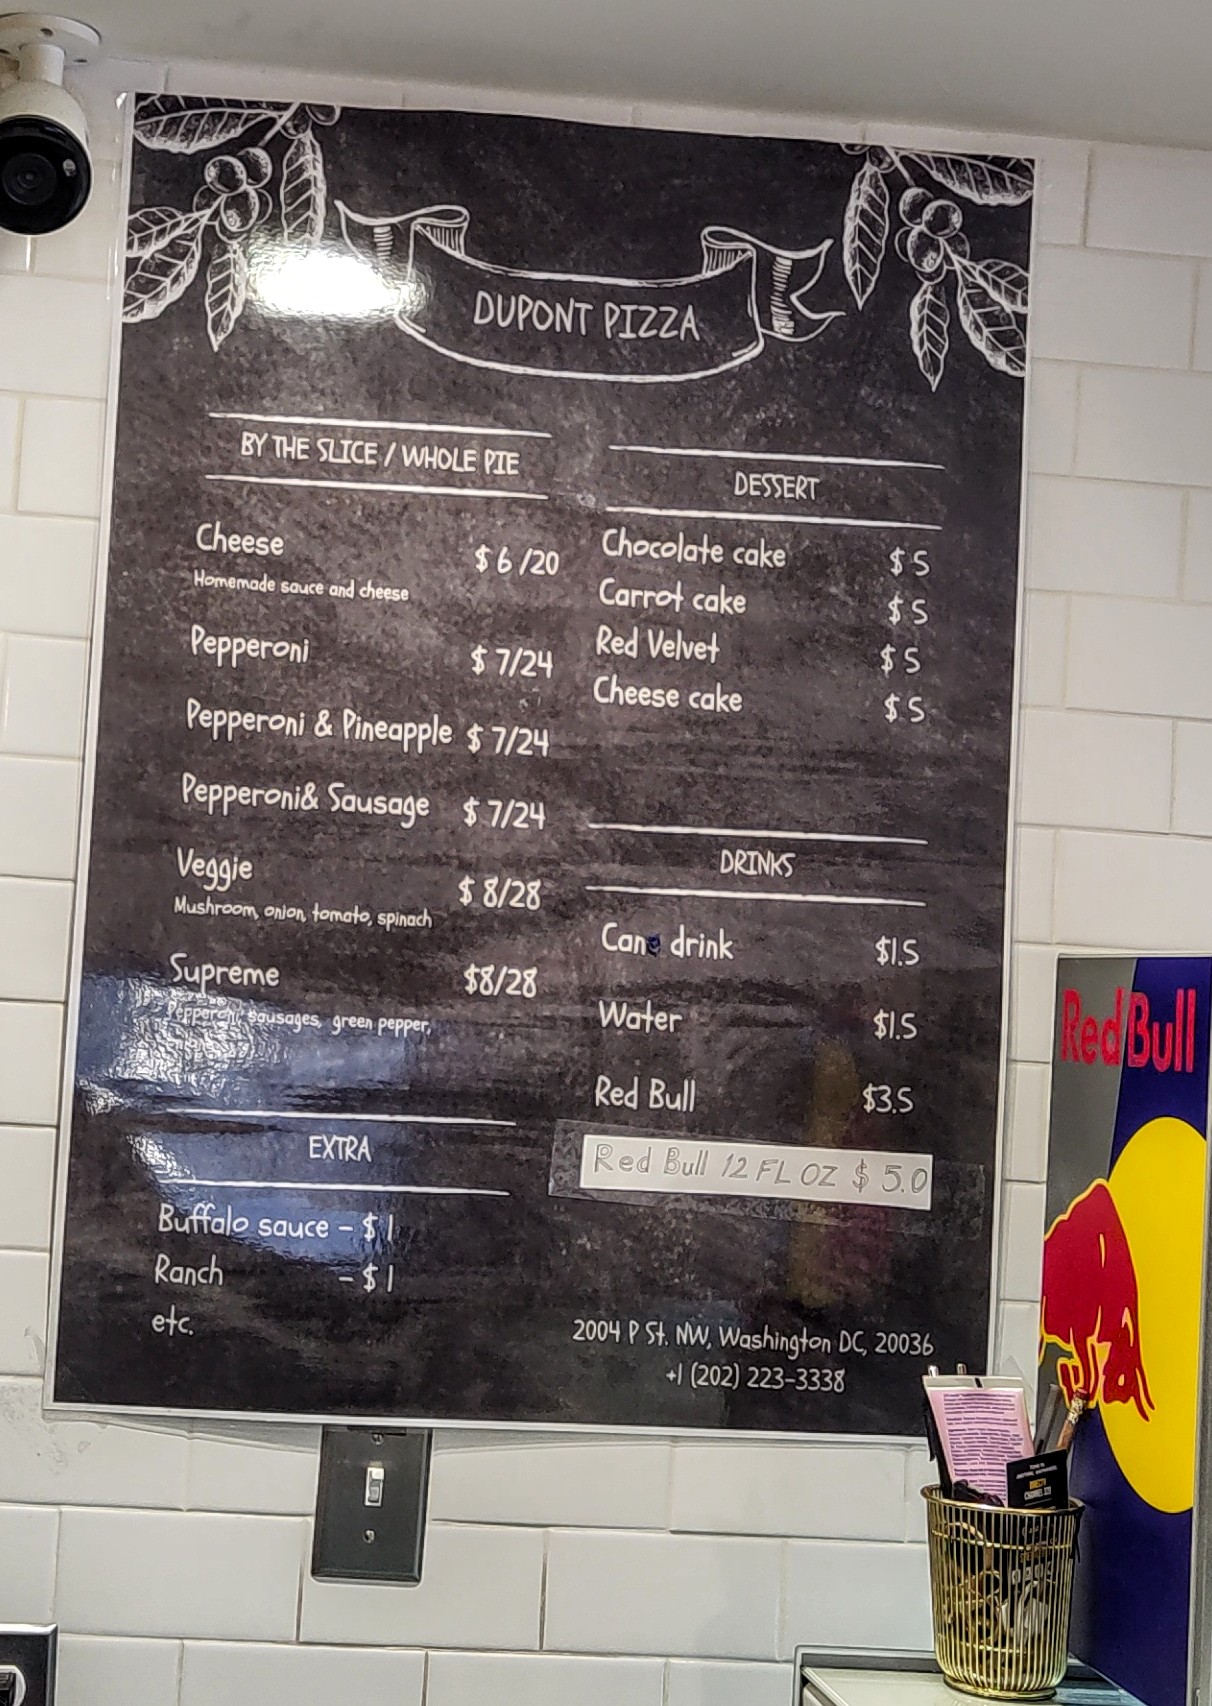 DUPONT PIZZA
BY THE SLICE / WHOLE PIE
Cheese $ 6 /20
Homemade sauce and cheese
Pepperoni $ 7/24
Pepperoni & Pineapple $ 7/24
Pepperoni& Sausage $ 7/24
Veggie $ 8/28
Mushroom, onion, tomato, spinach
Supreme $8/28
Pepperoni, sausages, green pepper,
EXTRA
Buffalo sauce - $ 1
Ranch - $ 1
etc.
DESSERT
Chocolate cake $ 5
Carrot cake $ 5
Red Velvet $ 5
Cheese cake $ 5
DRINKS
Can drink $1.5
Water $1.5
Red Bull $3.5
Red Bull 12 FL OZ $ 5.0
2004 P St. NW, Washington DC, 20036
+1 (202) 223-3338
Red Bull